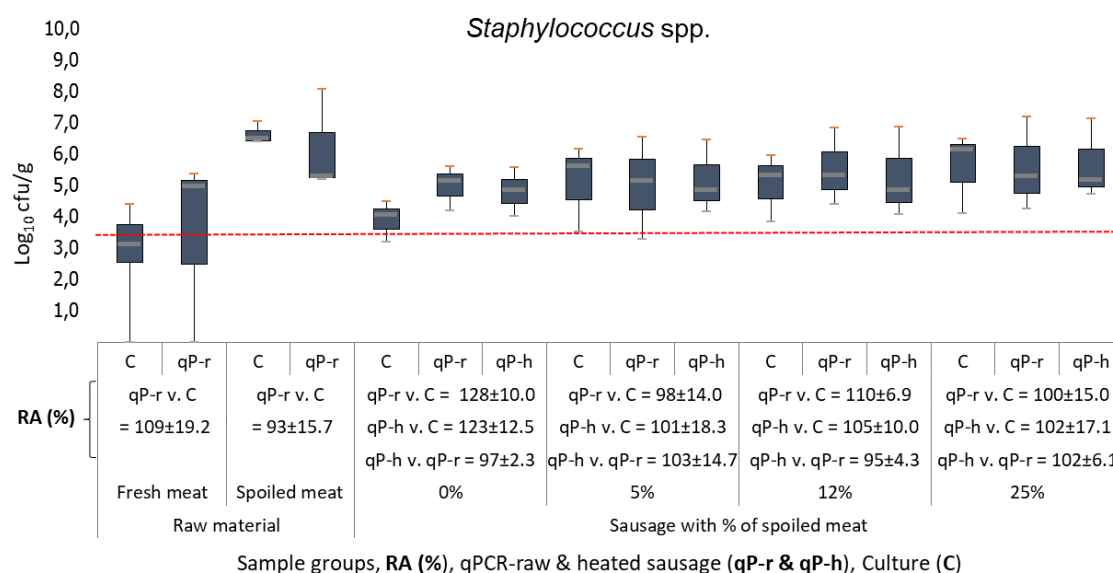 Staphylococcus spp.
10,0
9,0
8,0
7,0
6,0
5,0
4,0
3,0
2,0
1,0
Log10 cfu/g
C qP-r C qP-r C qP-r qP-h C qP-r qP-h C qP-r qP-h C qP-r qP-h
RA (%)
qP-r v. C qP-r v. C qP-r v. C = 128±10.0 qP-r v. C = 98±14.0 qP-r v. C = 110±6.9 qP-r v. C = 100±15.0
= 109±19.2 = 93±15.7 qP-h v. C = 123±12.5 qP-h v. C = 101±18.3 qP-h v. C = 105±10.0 qP-h v. C = 102±17.1
qP-h v. qP-r = 97±2.3 qP-h v. qP-r = 103±14.7 qP-h v. qP-r = 95±4.3 qP-h v. qP-r = 102±6.1
Fresh meat Spoiled meat 0% 5% 12% 25%
Raw material Sausage with % of spoiled meat
Sample groups, RA (%), qPCR-raw & heated sausage (qP-r & qP-h), Culture (C)